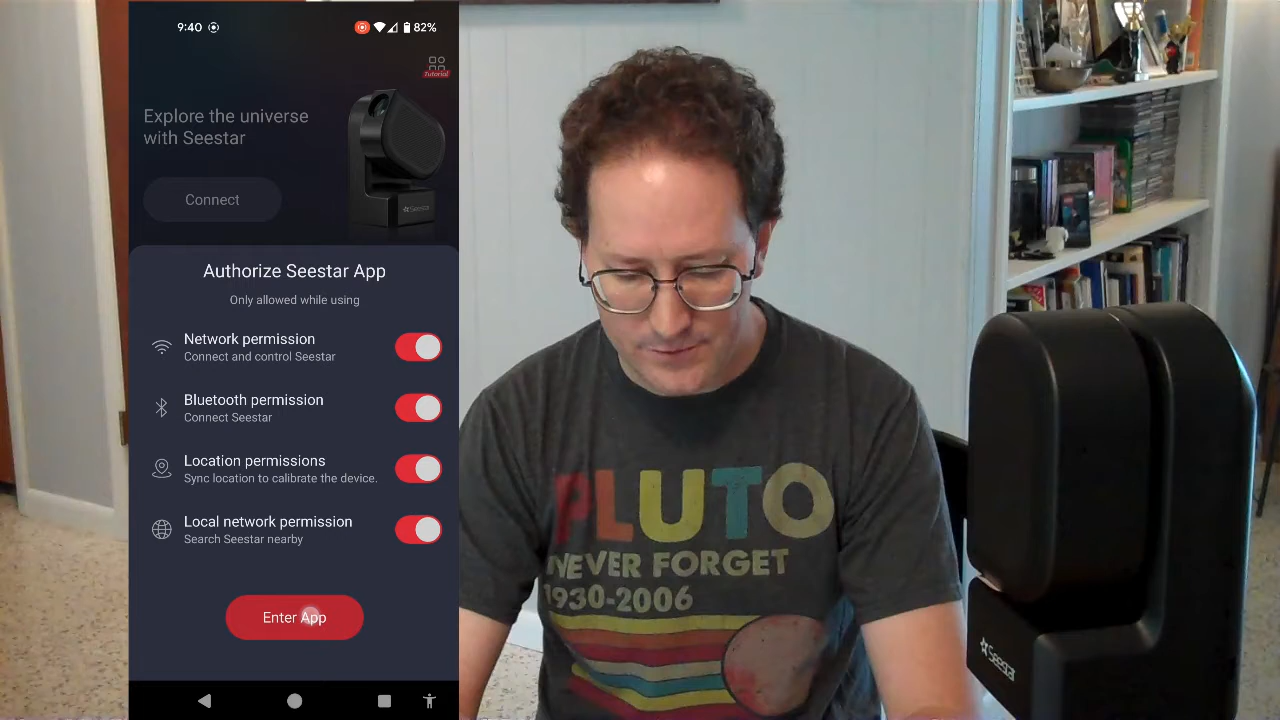 9:40
82%
Tutorial
Explore the universe
with Seestar
Seestar
Connect
Authorize Seestar App
Only allowed while using
Network permission
Connect and control Seestar
Bluetooth permission
Connect Seestar
Location permissions
Sync location to calibrate the device.
Local network permission
Search Seestar nearby
Enter App
PLUTO
NEVER FORGET
1930-2006
Seestar